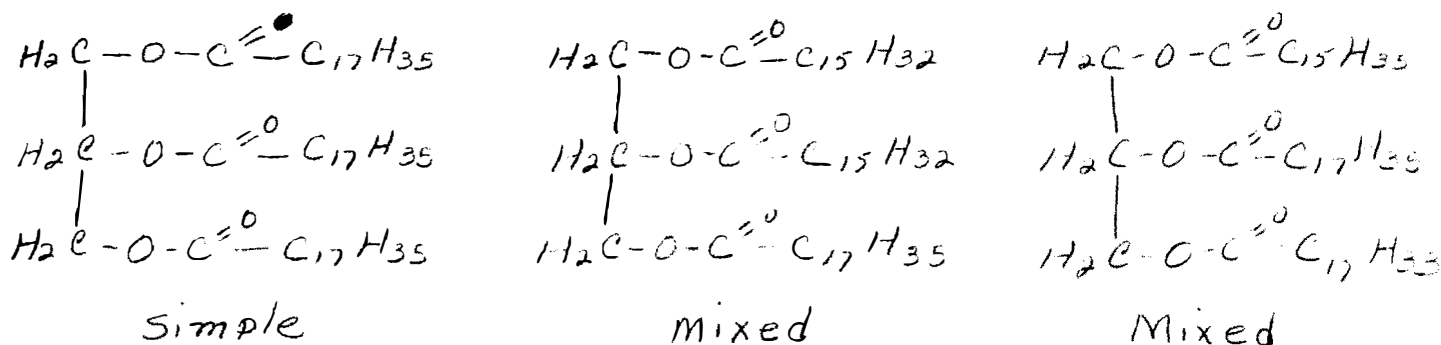 H2C-O-C=O-C17H35 H2C-O-C=O-C15H32 H2C-O-C=O-C15H35
H2C-O-C=O-C17H35 H2C-O-C=O-C15H32 H2C-O-C=O-C17H35
H2C-O-C=O-C17H35 H2C-O-C=O-C17H35 H2C-O-C=O-C17H33
Simple mixed Mixed